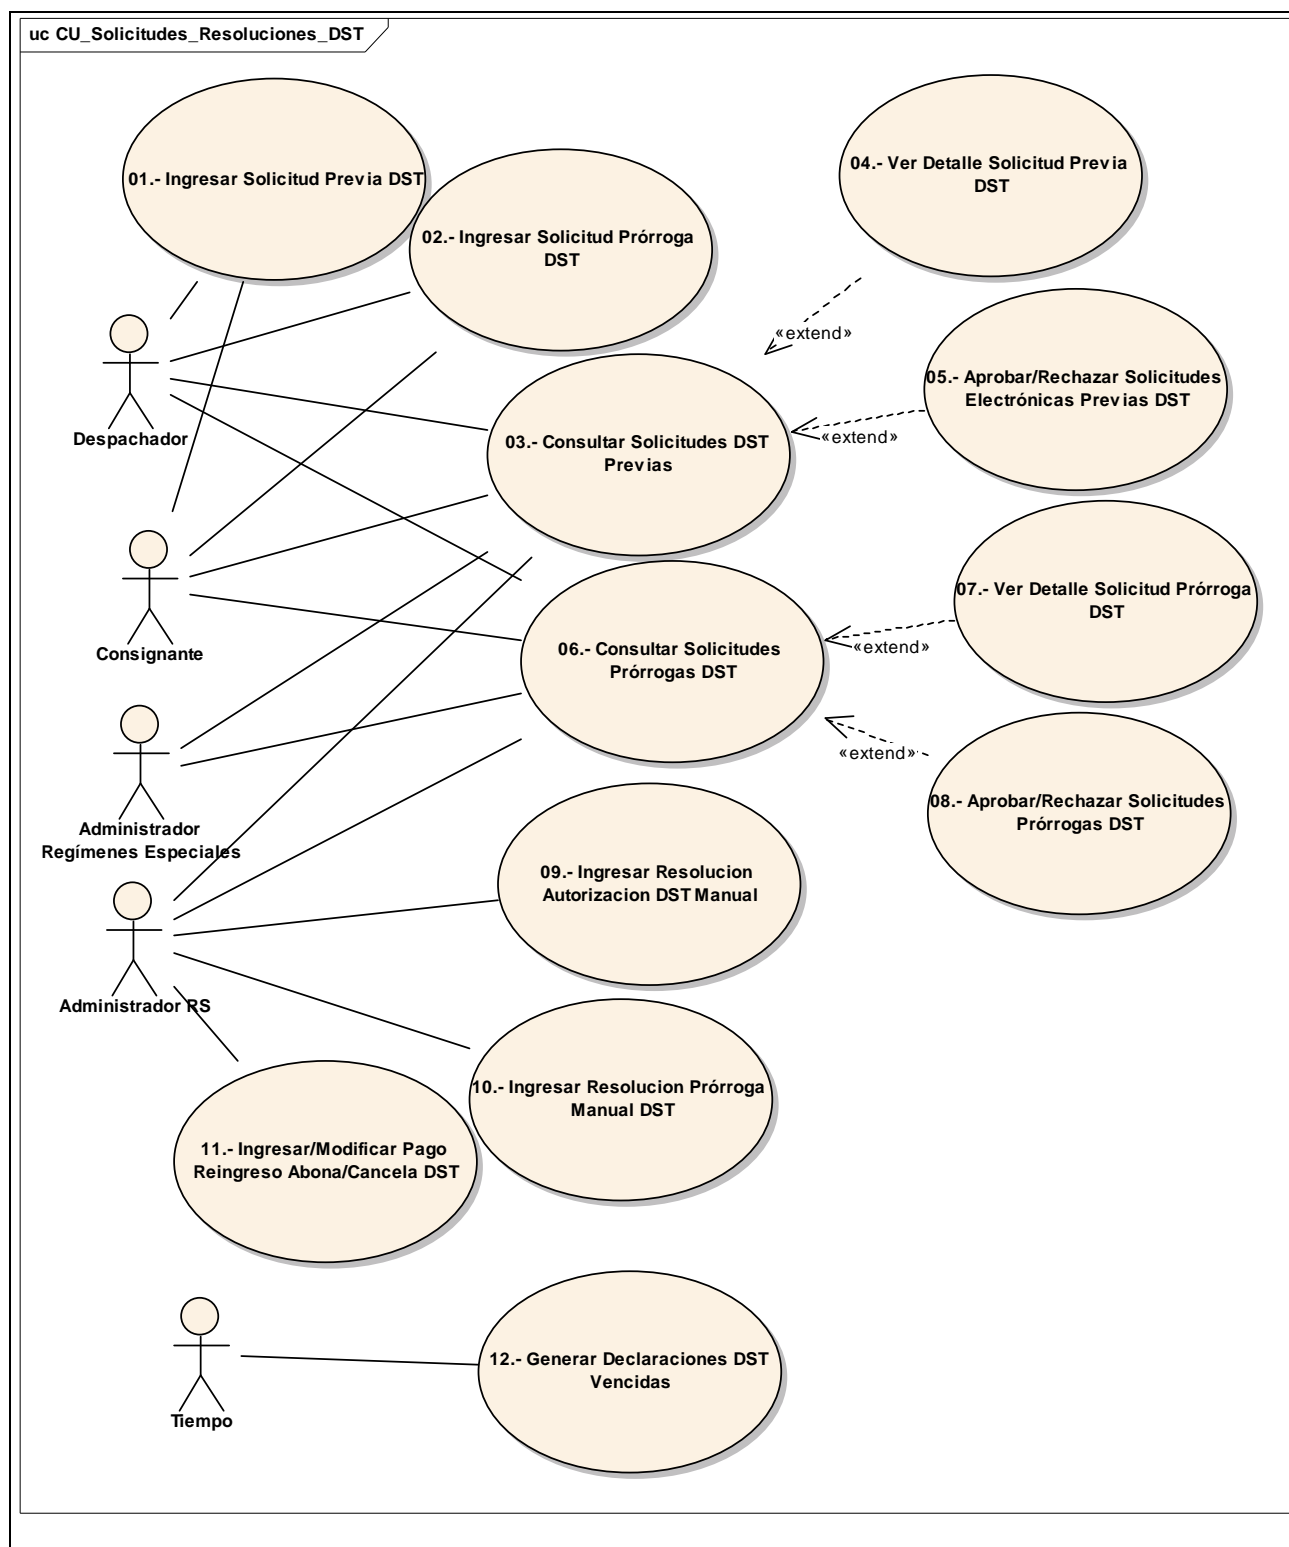 uc CU_Solicitudes_Resoluciones_DST
01.- Ingresar Solicitud Previa DST
02.- Ingresar Solicitud Prórroga
DST
04.- Ver Detalle Solicitud Previa
DST
«extend»
Despachador
03.- Consultar Solicitudes DST
Previas
05.- Aprobar/Rechazar Solicitudes
Electrónicas Previas DST
«extend»
Consignante
06.- Consultar Solicitudes
Prórrogas DST
07.- Ver Detalle Solicitud Prórroga
DST
«extend»
«extend»
08.- Aprobar/Rechazar Solicitudes
Prórrogas DST
Administrador
Regímenes Especiales
09.- Ingresar Resolucion
Autorizacion DST Manual
Administrador RS
10.- Ingresar Resolucion Prórroga
Manual DST
11.- Ingresar/Modificar Pago
Reingreso Abona/Cancela DST
12.- Generar Declaraciones DST
Vencidas
Tiempo